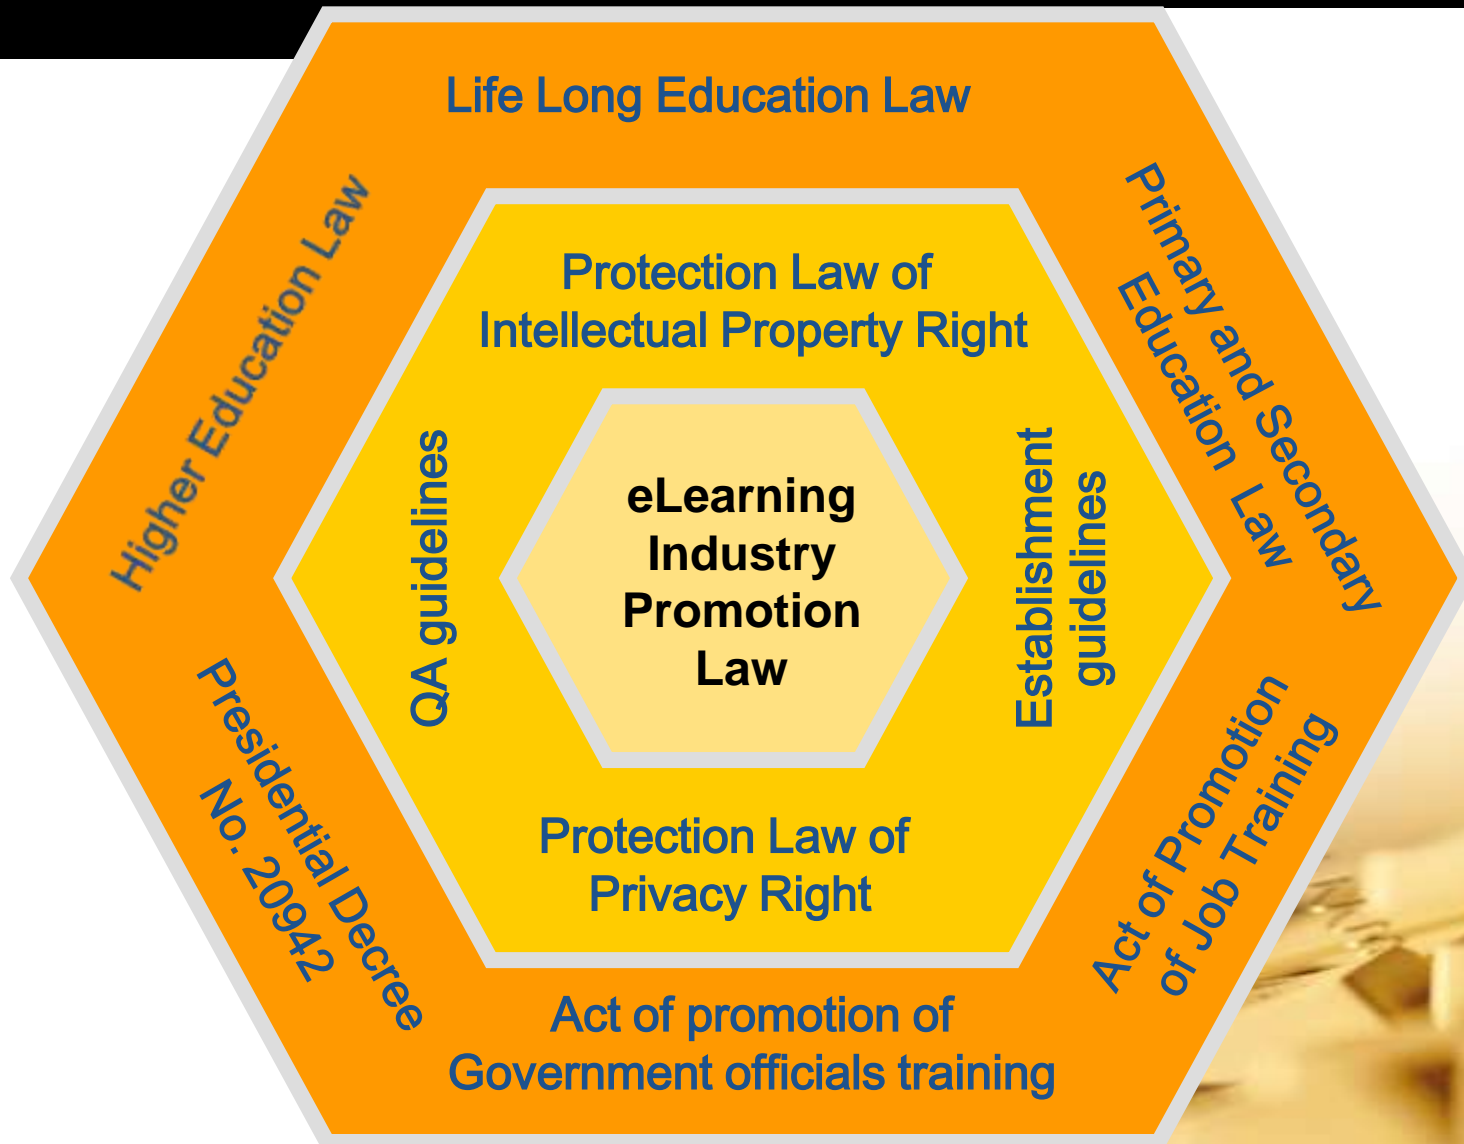 Life Long Education Law
Higher Education Law
Primary and Secondary
Education Law
Protection Law of
Intellectual Property Right
QA guidelines
eLearning
Industry
Promotion
Law
Establishment
guidelines
Protection Law of
Privacy Right
Presidential Decree
No. 20942
Act of Promotion
of Job Training
Act of promotion of
Government officials training